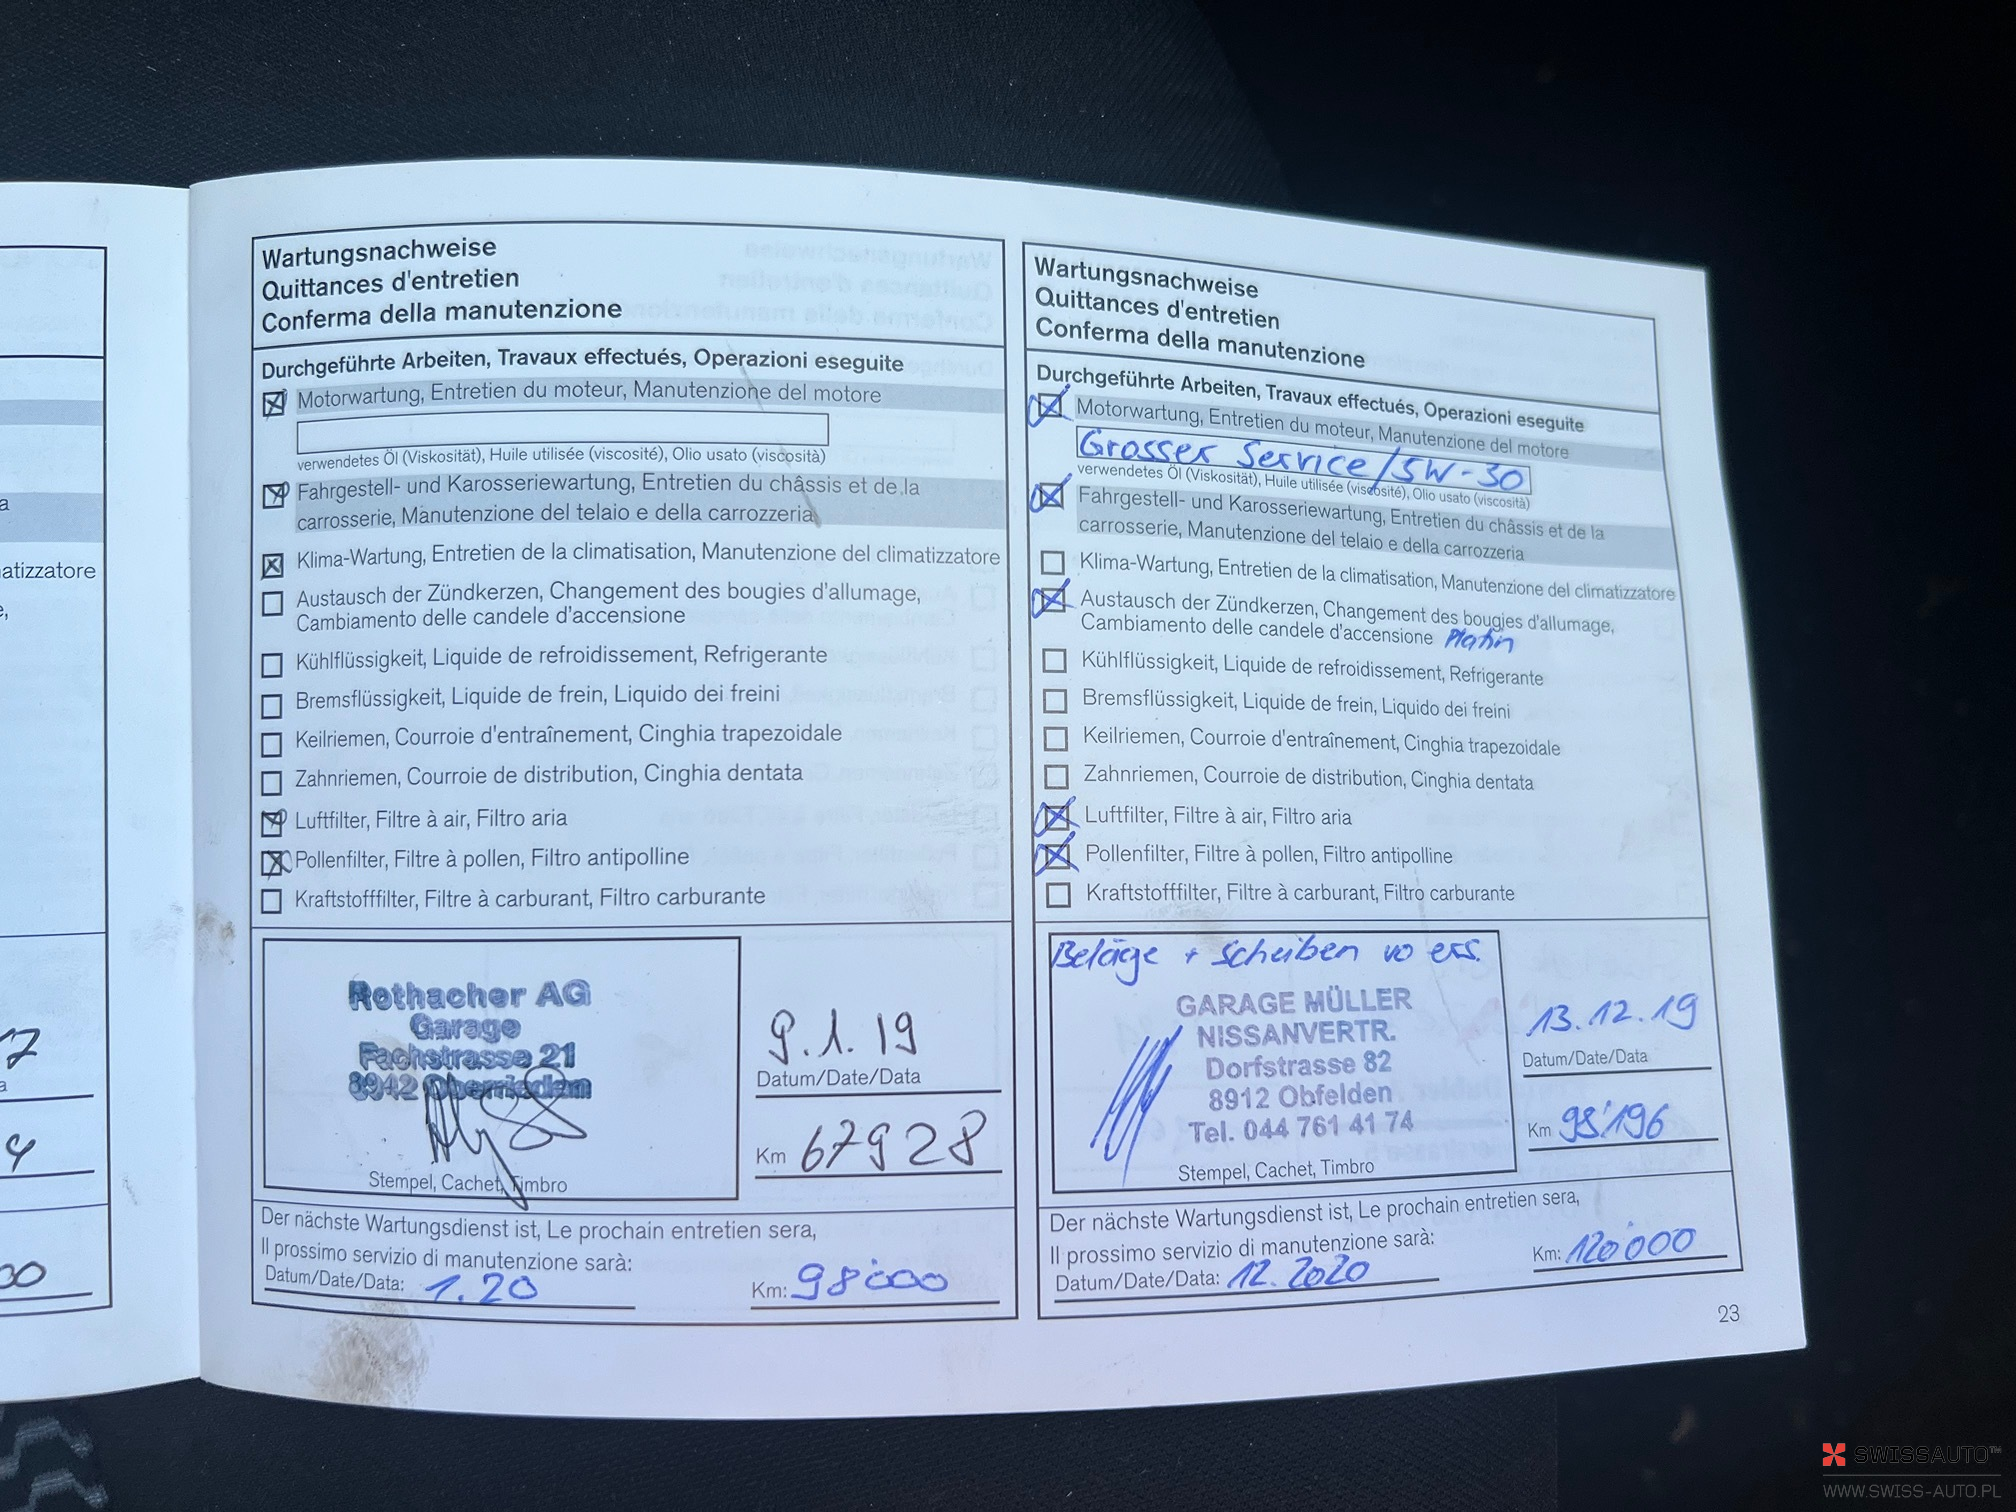 a
atizzatore
e,
17
a
4
00
Wartungsnachweise
Quittances d'entretien
Conferma della manutenzione
Durchgeführte Arbeiten, Travaux effectués, Operazioni eseguite
Motorwartung, Entretien du moteur, Manutenzione del motore
verwendetes Öl (Viskosität), Huile utilisée (viscosité), Olio usato (viscosità)
Fahrgestell- und Karosseriewartung, Entretien du châssis et de la
carrosserie, Manutenzione del telaio e della carrozzeria
Klima-Wartung, Entretien de la climatisation, Manutenzione del climatizzatore
Austausch der Zündkerzen, Changement des bougies d'allumage,
Cambiamento delle candele d'accensione
Kühlflüssigkeit, Liquide de refroidissement, Refrigerante
Bremsflüssigkeit, Liquide de frein, Liquido dei freini
Keilriemen, Courroie d'entraînement, Cinghia trapezoidale
Zahnriemen, Courroie de distribution, Cinghia dentata
Luftfilter, Filtre à air, Filtro aria
Pollenfilter, Filtre à pollen, Filtro antipolline
Kraftstofffilter, Filtre à carburant, Filtro carburante
Rothacher AG
Garage
Fachstrasse 21
8942 Oberrieden
Stempel, Cachet, Timbro
9.1.19
Datum/Date/Data
Km 67928
Der nächste Wartungsdienst ist, Le prochain entretien sera,
Il prossimo servizio di manutenzione sarà:
Datum/Date/Data: 1.20 Km: 98'000
Wartungsnachweise
Quittances d'entretien
Conferma della manutenzione
Durchgeführte Arbeiten, Travaux effectués, Operazioni eseguite
Motorwartung, Entretien du moteur, Manutenzione del motore
Grosser Service/5W-30
verwendetes Öl (Viskosität), Huile utilisée (viscosité), Olio usato (viscosità)
Fahrgestell- und Karosseriewartung, Entretien du châssis et de la
carrosserie, Manutenzione del telaio e della carrozzeria
Klima-Wartung, Entretien de la climatisation, Manutenzione del climatizzatore
Austausch der Zündkerzen, Changement des bougies d'allumage,
Cambiamento delle candele d'accensione Platin
Kühlflüssigkeit, Liquide de refroidissement, Refrigerante
Bremsflüssigkeit, Liquide de frein, Liquido dei freini
Keilriemen, Courroie d'entraînement, Cinghia trapezoidale
Zahnriemen, Courroie de distribution, Cinghia dentata
Luftfilter, Filtre à air, Filtro aria
Pollenfilter, Filtre à pollen, Filtro antipolline
Kraftstofffilter, Filtre à carburant, Filtro carburante
Beläge + Scheiben vo ers.
GARAGE MÜLLER
NISSANVERTR.
Dorfstrasse 82
8912 Obfelden
Tel. 044 761 41 74
Stempel, Cachet, Timbro
13.12.19
Datum/Date/Data
Km 98'196
Der nächste Wartungsdienst ist, Le prochain entretien sera,
Il prossimo servizio di manutenzione sarà:
Datum/Date/Data: 12.2020 Km: 120'000
23
SWISSAUTO™
WWW.SWISS-AUTO.PL